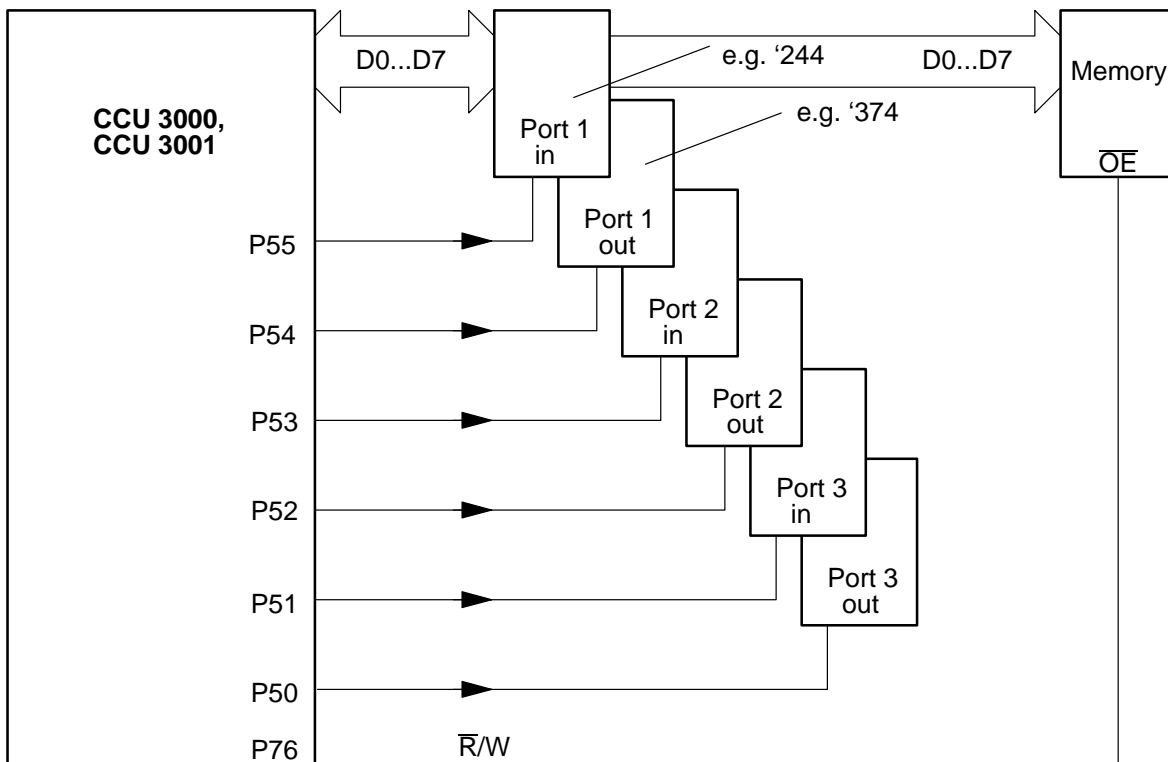 D0...D7
e.g. ‘244
D0...D7
Memory
CCU 3000,
CCU 3001
e.g. ‘374
Port 1
in
O̅E̅
Port 1
out
P55
Port 2
in
P54
Port 2
out
P53
Port 3
in
P52
Port 3
out
P51
P50
P76
R̅/W